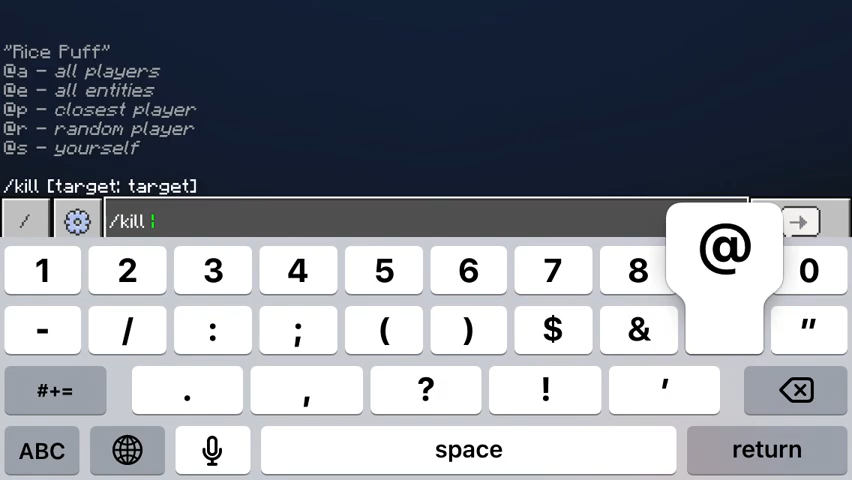 "Rice Puff"
@a - all players
@e - all entities
@p - closest player
@r - random player
@s - yourself
/kill [target: target]
/ /kill
1 2 3 4 5 6 7 8 @ 0
- / : ; ( ) $ & "
#+= . , ? ! '
ABC space return